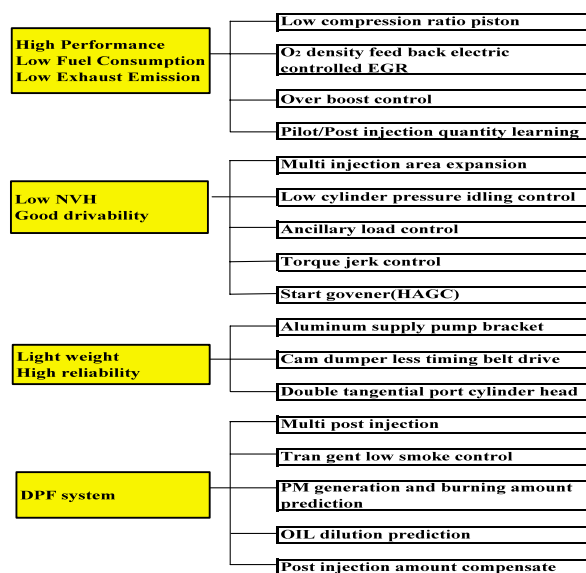 High Performance
Low Fuel Consumption
Low Exhaust Emission
Low compression ratio piston
O₂ density feed back electric
controlled EGR
Over boost control
Pilot/Post injection quantity learning
Low NVH
Good drivability
Multi injection area expansion
Low cylinder pressure idling control
Ancillary load control
Torque jerk control
Start govener(HAGC)
Light weight
High reliability
Aluminum supply pump bracket
Cam dumper less timing belt drive
Double tangential port cylinder head
DPF system
Multi post injection
Tran gent low smoke control
PM generation and burning amount
prediction
OIL dilution prediction
Post injection amount compensate